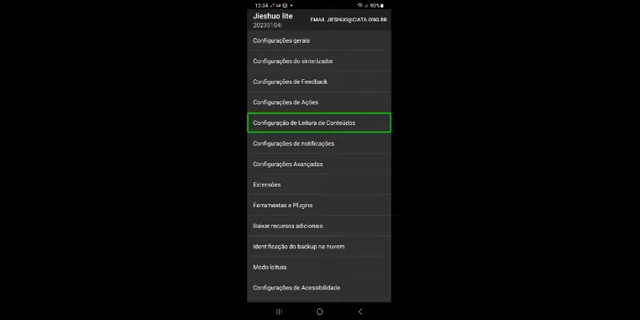 15:34
90%
Jieshuo lite
EMAIL JIESHUO@CIATA.ONG.BR
20230104
Configurações gerais
Configurações do sintetizador
Configurações de Feedback
Configurações de Ações
Configuração de Leitura de Conteúdos
Configurações de notificações
Configurações Avançadas
Extensões
Ferramentas e Plugins
Baixar recursos adicionais
Identificação do backup na nuvem
Modo leitura
Configurações de Acessibilidade